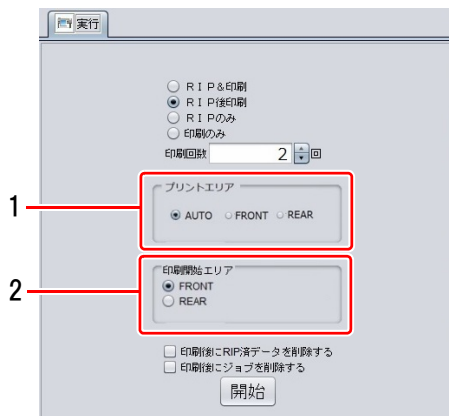 実行
ＲＩＰ&印刷
ＲＩＰ後印刷
ＲＩＰのみ
印刷のみ
印刷回数 2 回
1
プリントエリア
AUTO FRONT REAR
2
印刷開始エリア
FRONT
REAR
印刷後にRIP済データを削除する
印刷後にジョブを削除する
開始